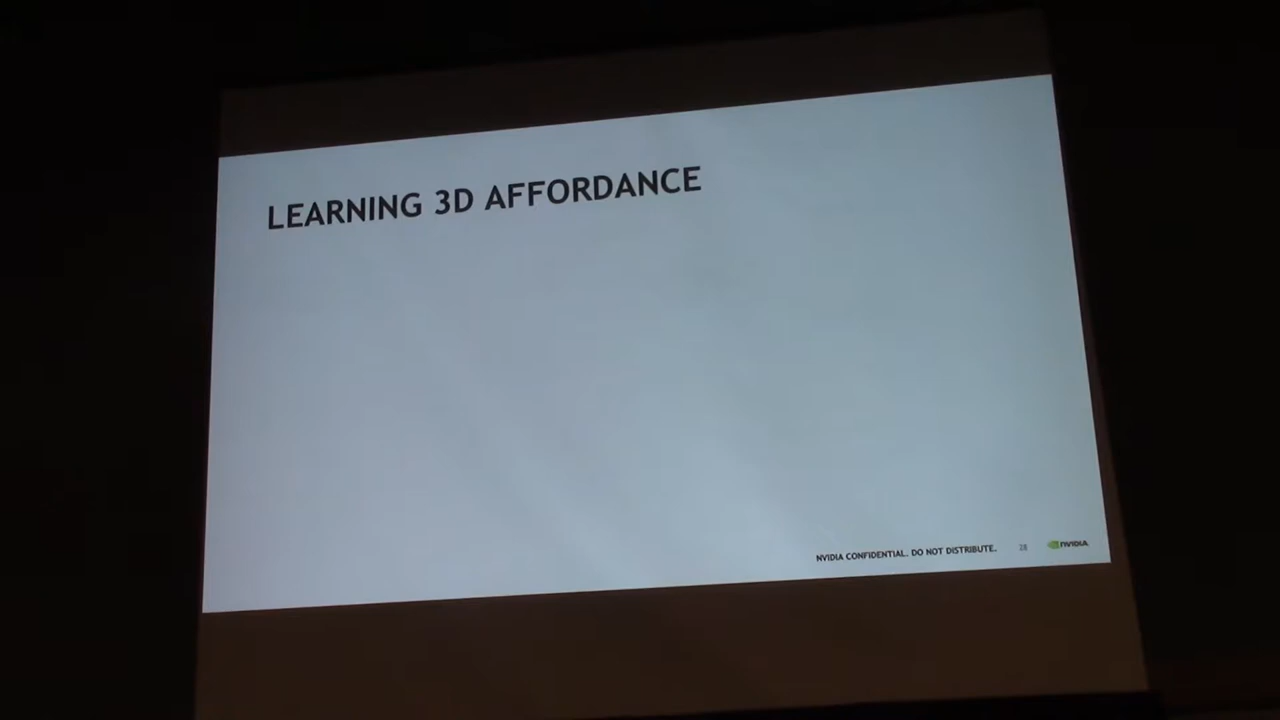 LEARNING 3D AFFORDANCE
NVIDIA CONFIDENTIAL. DO NOT DISTRIBUTE. 28 NVIDIA